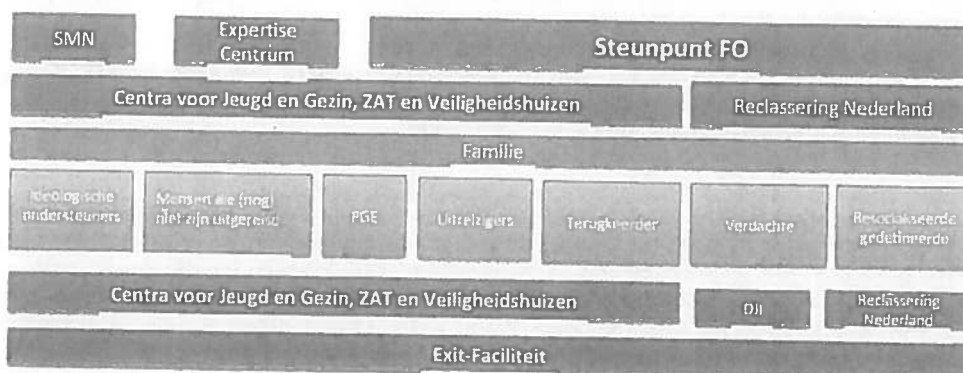 SMN
Expertise
Centrum
Steunpunt FO
Centra voor Jeugd en Gezin, ZAT en Veiligheidshuizen
Reclassering Nederland
Familie
Ideologische
ondersteuners
Mensen die (nog)
niet zijn uitgereisd
PGE
Uitreizigers
Terugkeerder
Verdachte
Resocialiseerde
gedetineerde
Centra voor Jeugd en Gezin, ZAT en Veiligheidshuizen
DJI
Reclassering
Nederland
Exit-Faciliteit